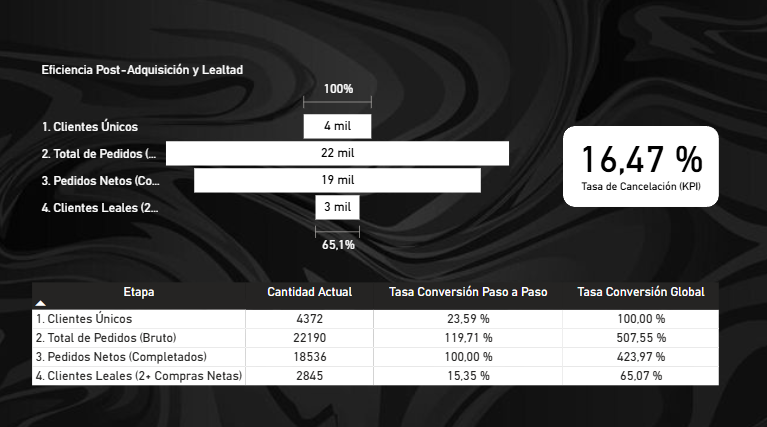 Eficiencia Post-Adquisición y Lealtad
100%
1. Clientes Únicos 4 mil
2. Total de Pedidos (... 22 mil
3. Pedidos Netos (Co... 19 mil
4. Clientes Leales (2... 3 mil
65,1%
16,47 %
Tasa de Cancelación (KPI)
Etapa Cantidad Actual Tasa Conversión Paso a Paso Tasa Conversión Global
1. Clientes Únicos 4372 23,59 % 100,00 %
2. Total de Pedidos (Bruto) 22190 119,71 % 507,55 %
3. Pedidos Netos (Completados) 18536 100,00 % 423,97 %
4. Clientes Leales (2+ Compras Netas) 2845 15,35 % 65,07 %